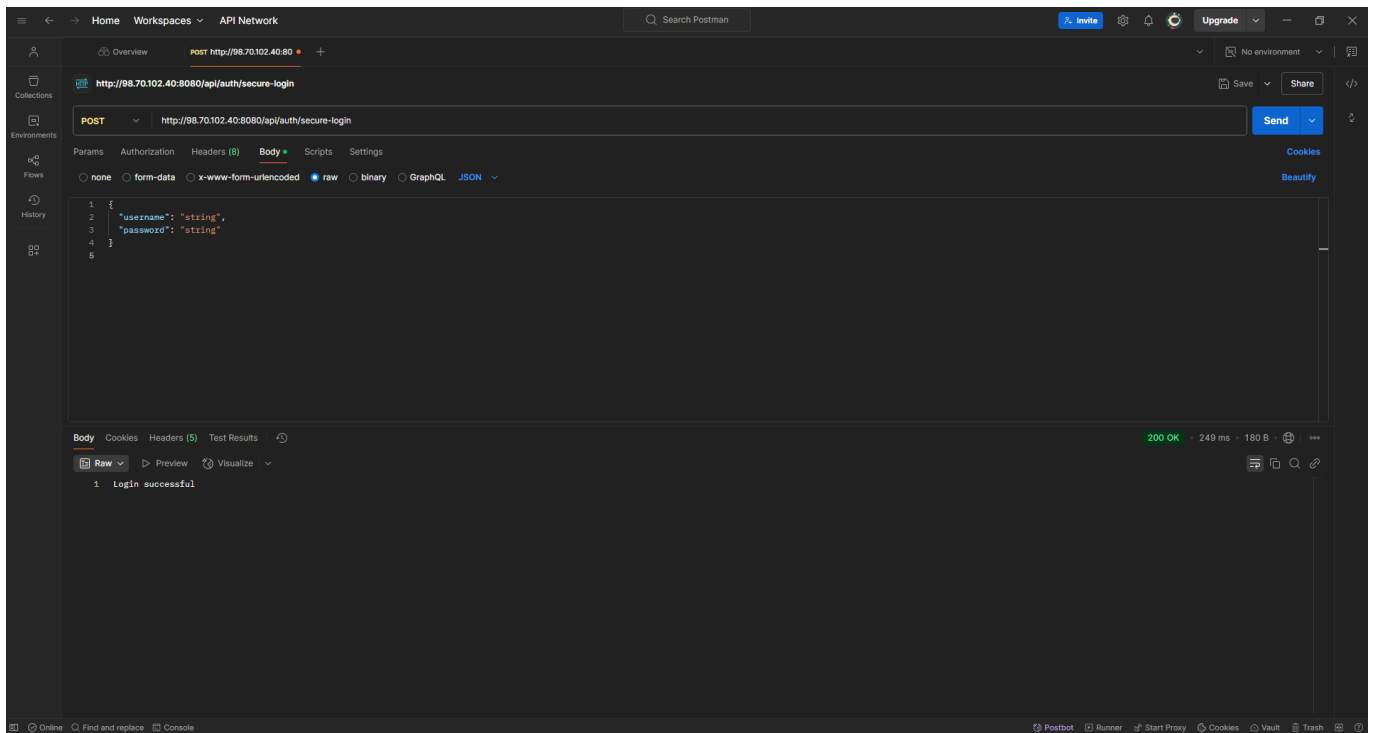 Home Workspaces API Network Search Postman Invite Upgrade
Overview POST http://98.70.102.40:80 No environment
http://98.70.102.40:8080/api/auth/secure-login Save Share
POST http://98.70.102.40:8080/api/auth/secure-login Send
Params Authorization Headers (8) Body Scripts Settings Cookies
none form-data x-www-form-urlencoded raw binary GraphQL JSON Beautify
Collections
Environments
Flows
History
1 {
2 "username": "string",
3 "password": "string"
4 }
5
Body Cookies Headers (5) Test Results 200 OK 249 ms 180 B
Raw Preview Visualize
1 Login successful
Online Find and replace Console Postbot Runner Start Proxy Cookies Vault Trash